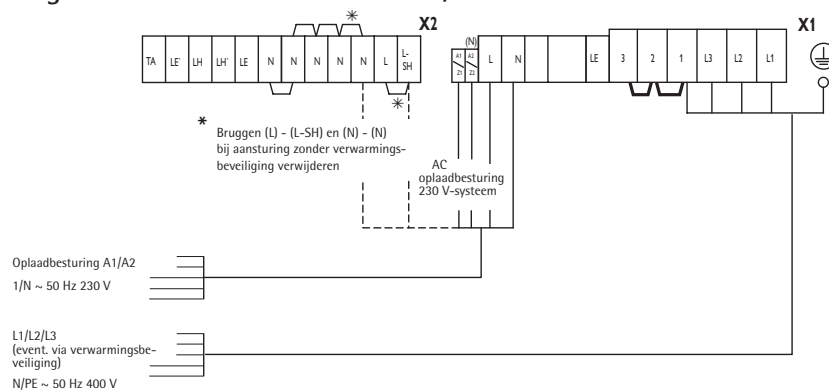 *
X2
X1
(N)
TA LE' LH LH' LE N N N N N L L-SH
A1 A2
Z1 Z2
L N LE 3 2 1 L3 L2 L1
*
* Bruggen (L) - (L-SH) en (N) - (N)
bij aansturing zonder verwarmings-
beveiliging verwijderen
AC
oplaadbesturing
230 V-systeem
Oplaadbesturing A1/A2
1/N ~ 50 Hz 230 V
L1/L2/L3
(event. via verwarmingsbe-
veiliging)
N/PE ~ 50 Hz 400 V